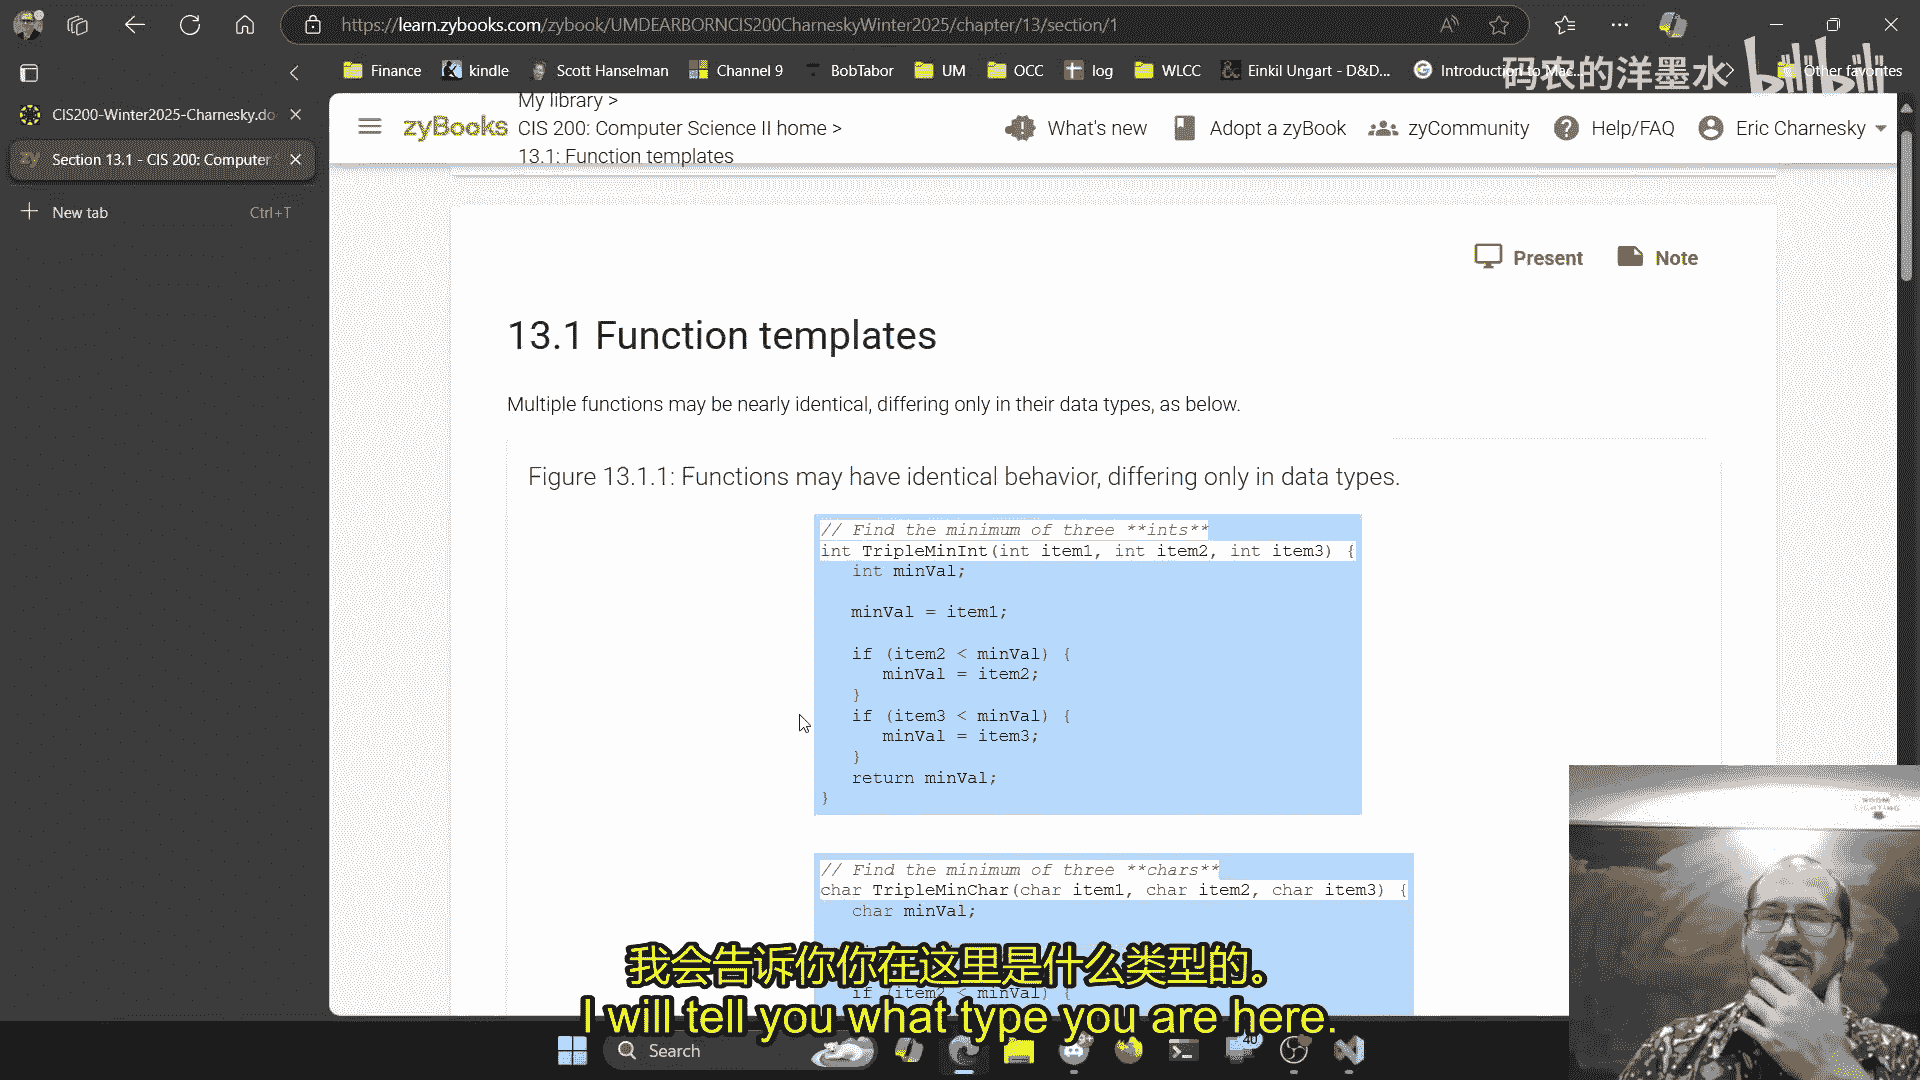 https://learn.zybooks.com/zybook/UMDEARBORNCIS200CharneskyWinter2025/chapter/13/section/1
Finance
kindle
Scott Hanselman
Channel 9
BobTabor
UM
OCC
log
WLCC
Einkil Ungart - D&D...
Introduction to Mac...
Other favorites
码农的洋墨水
bilibili
CIS200-Winter2025-Charnesky.do
Section 13.1 - CIS 200: Computer
New tab
Ctrl+T
zyBooks
My library >
CIS 200: Computer Science II home >
13.1: Function templates
What's new
Adopt a zyBook
zyCommunity
Help/FAQ
Eric Charnesky
Present
Note
13.1 Function templates
Multiple functions may be nearly identical, differing only in their data types, as below.
Figure 13.1.1: Functions may have identical behavior, differing only in data types.
// Find the minimum of three **ints**
int TripleMinInt(int item1, int item2, int item3) {
int minVal;
minVal = item1;
if (item2 < minVal) {
minVal = item2;
}
if (item3 < minVal) {
minVal = item3;
}
return minVal;
}
// Find the minimum of three **chars**
char TripleMinChar(char item1, char item2, char item3) {
char minVal;
if (item2 < minVal) {
我会告诉你你在这里是什么类型的。
I will tell you what type you are here.
Search
40